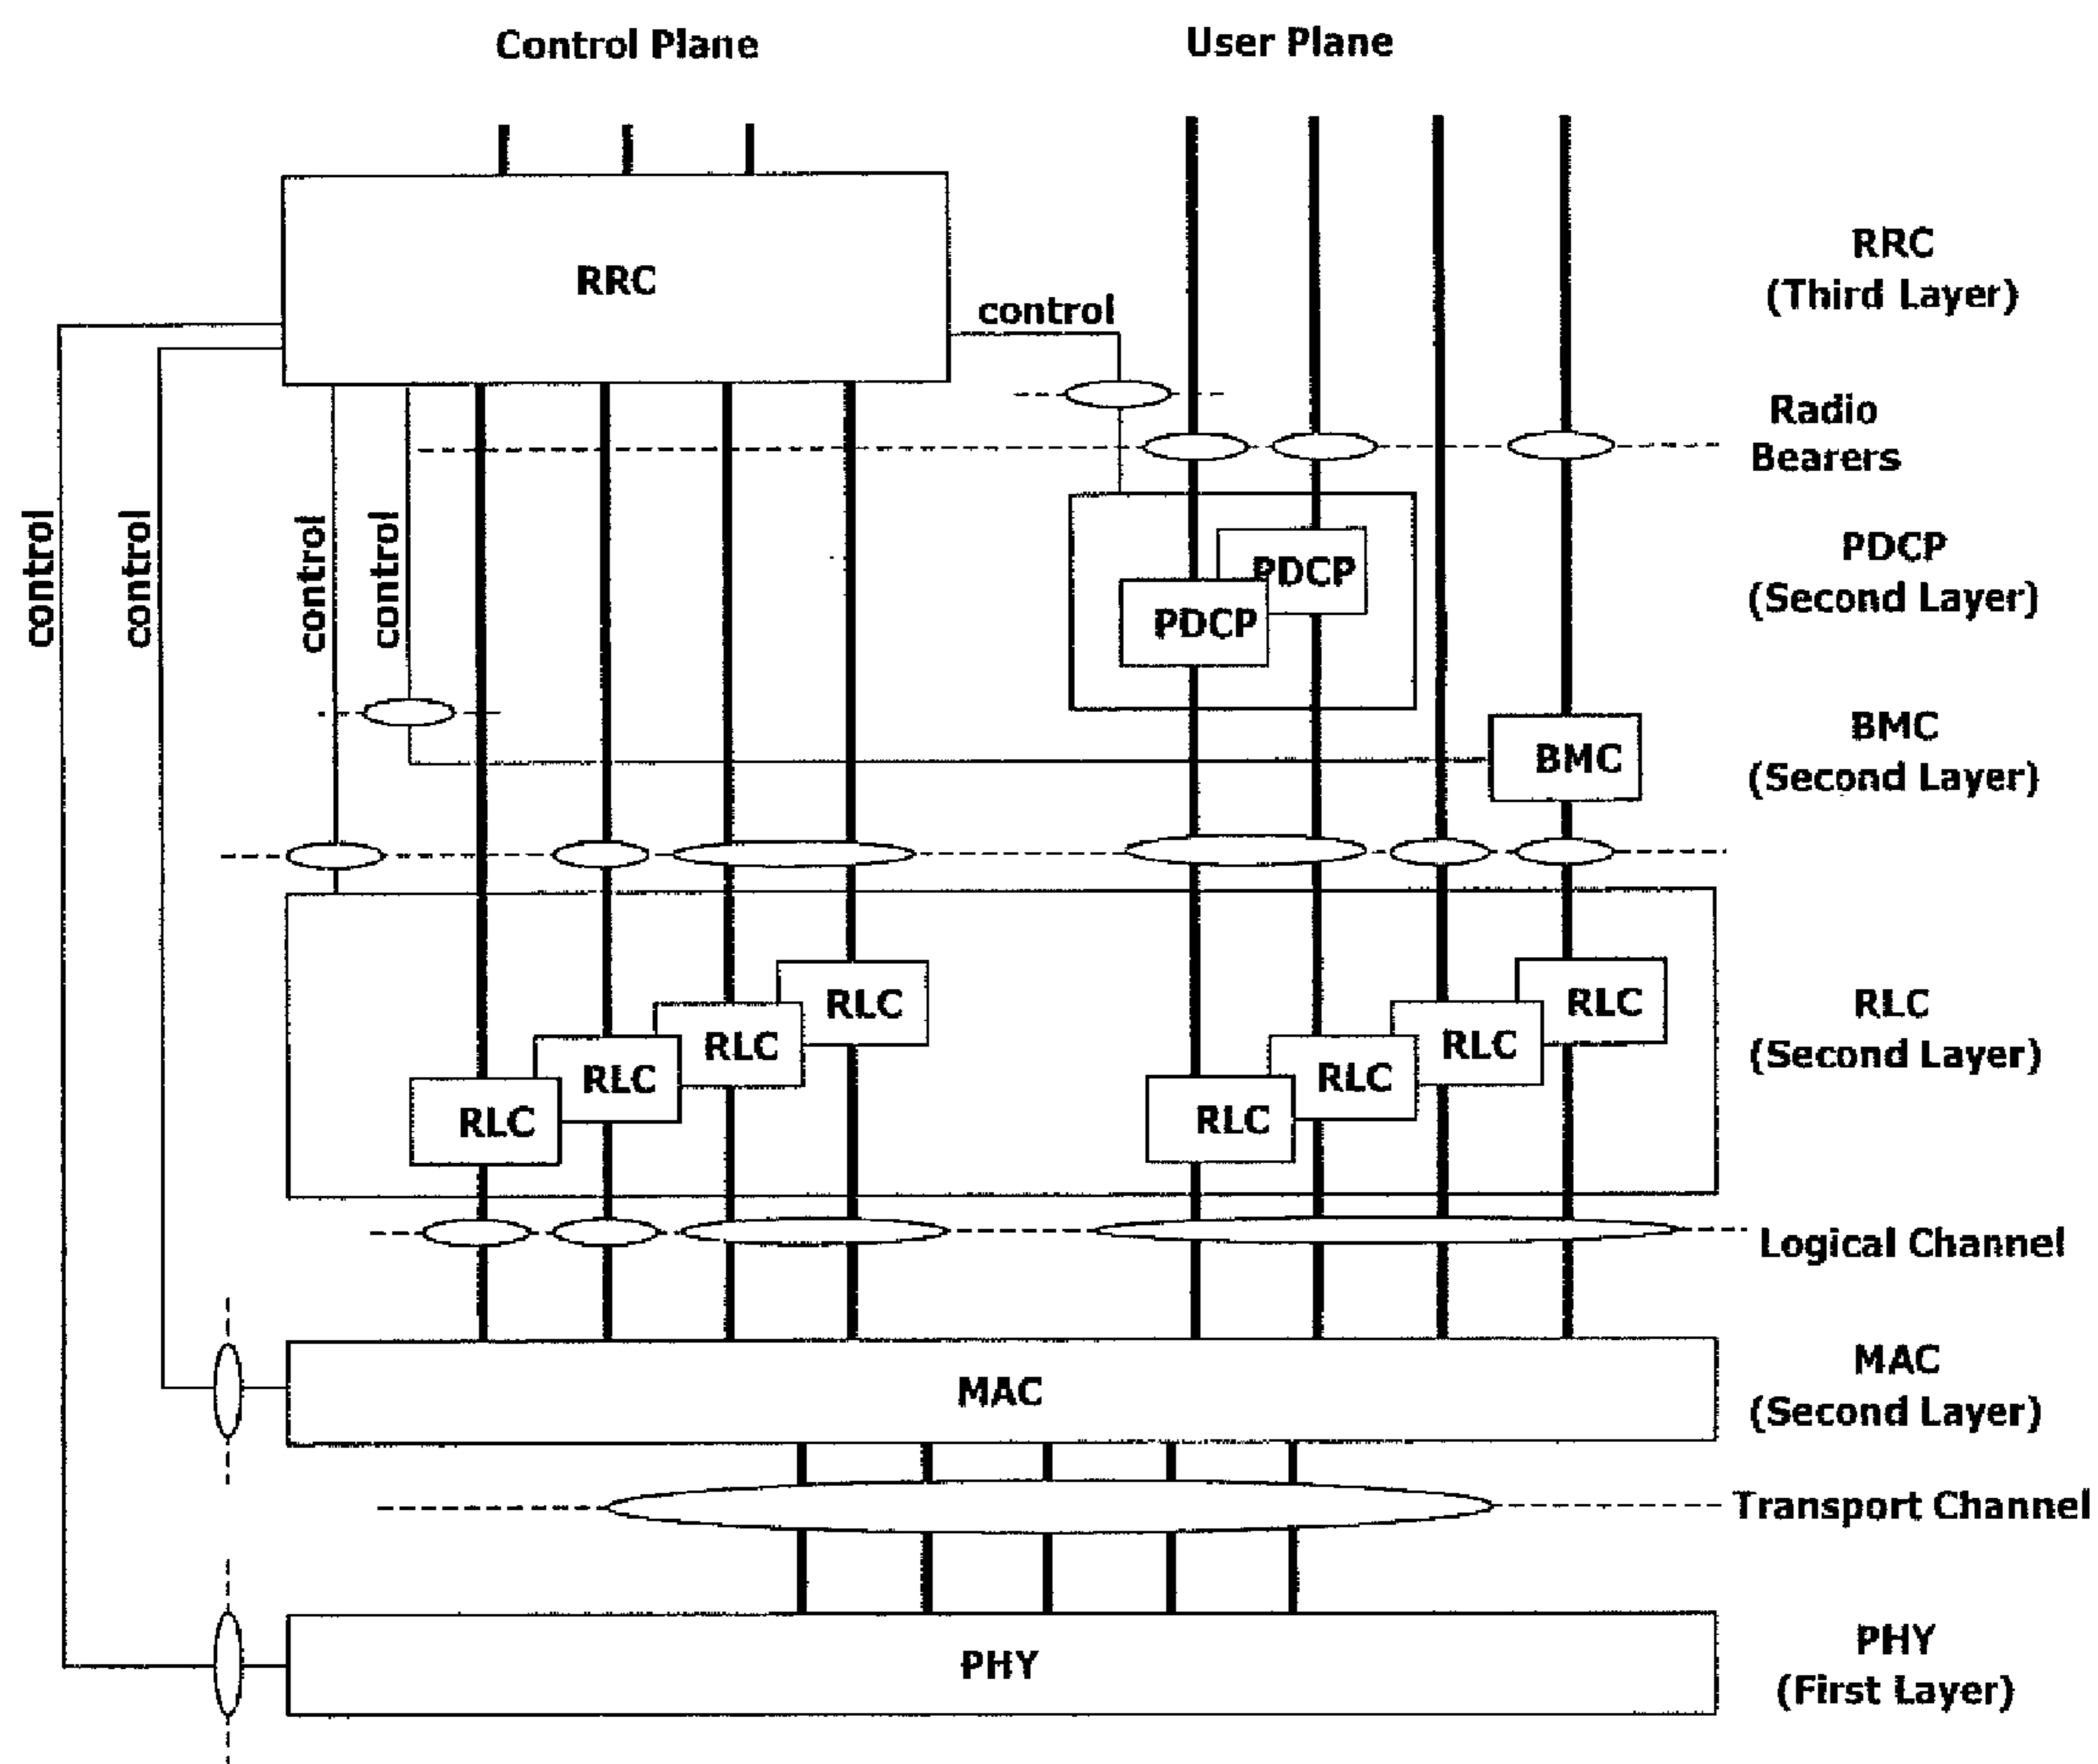 Control Plane
User Plane
RRC
control
RRC
(Third Layer)
Radio
Bearers
control
control
control
control
PDCP
PDCP
PDCP
(Second Layer)
BMC
BMC
(Second Layer)
RLC
RLC
RLC
RLC
RLC
RLC
RLC
RLC
RLC
(Second Layer)
Logical Channel
MAC
MAC
(Second Layer)
Transport Channel
PHY
PHY
(First Layer)